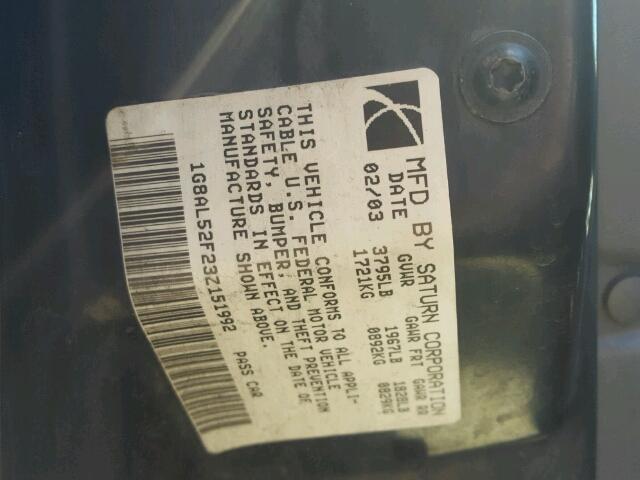 MFD BY SATURN CORPORATION
DATE GVWR GAWR FRT GAWR RR
02/03 3795LB 1967LB 1828LB
1721KG 0892KG 0829KG
THIS VEHICLE CONFORMS TO ALL APPLI-
CABLE U.S. FEDERAL MOTOR VEHICLE
SAFETY, BUMPER, AND THEFT PREVENTION
STANDARDS IN EFFECT ON THE DATE OF
MANUFACTURE SHOWN ABOVE.
1G8AL52F23Z151992 PASS CAR